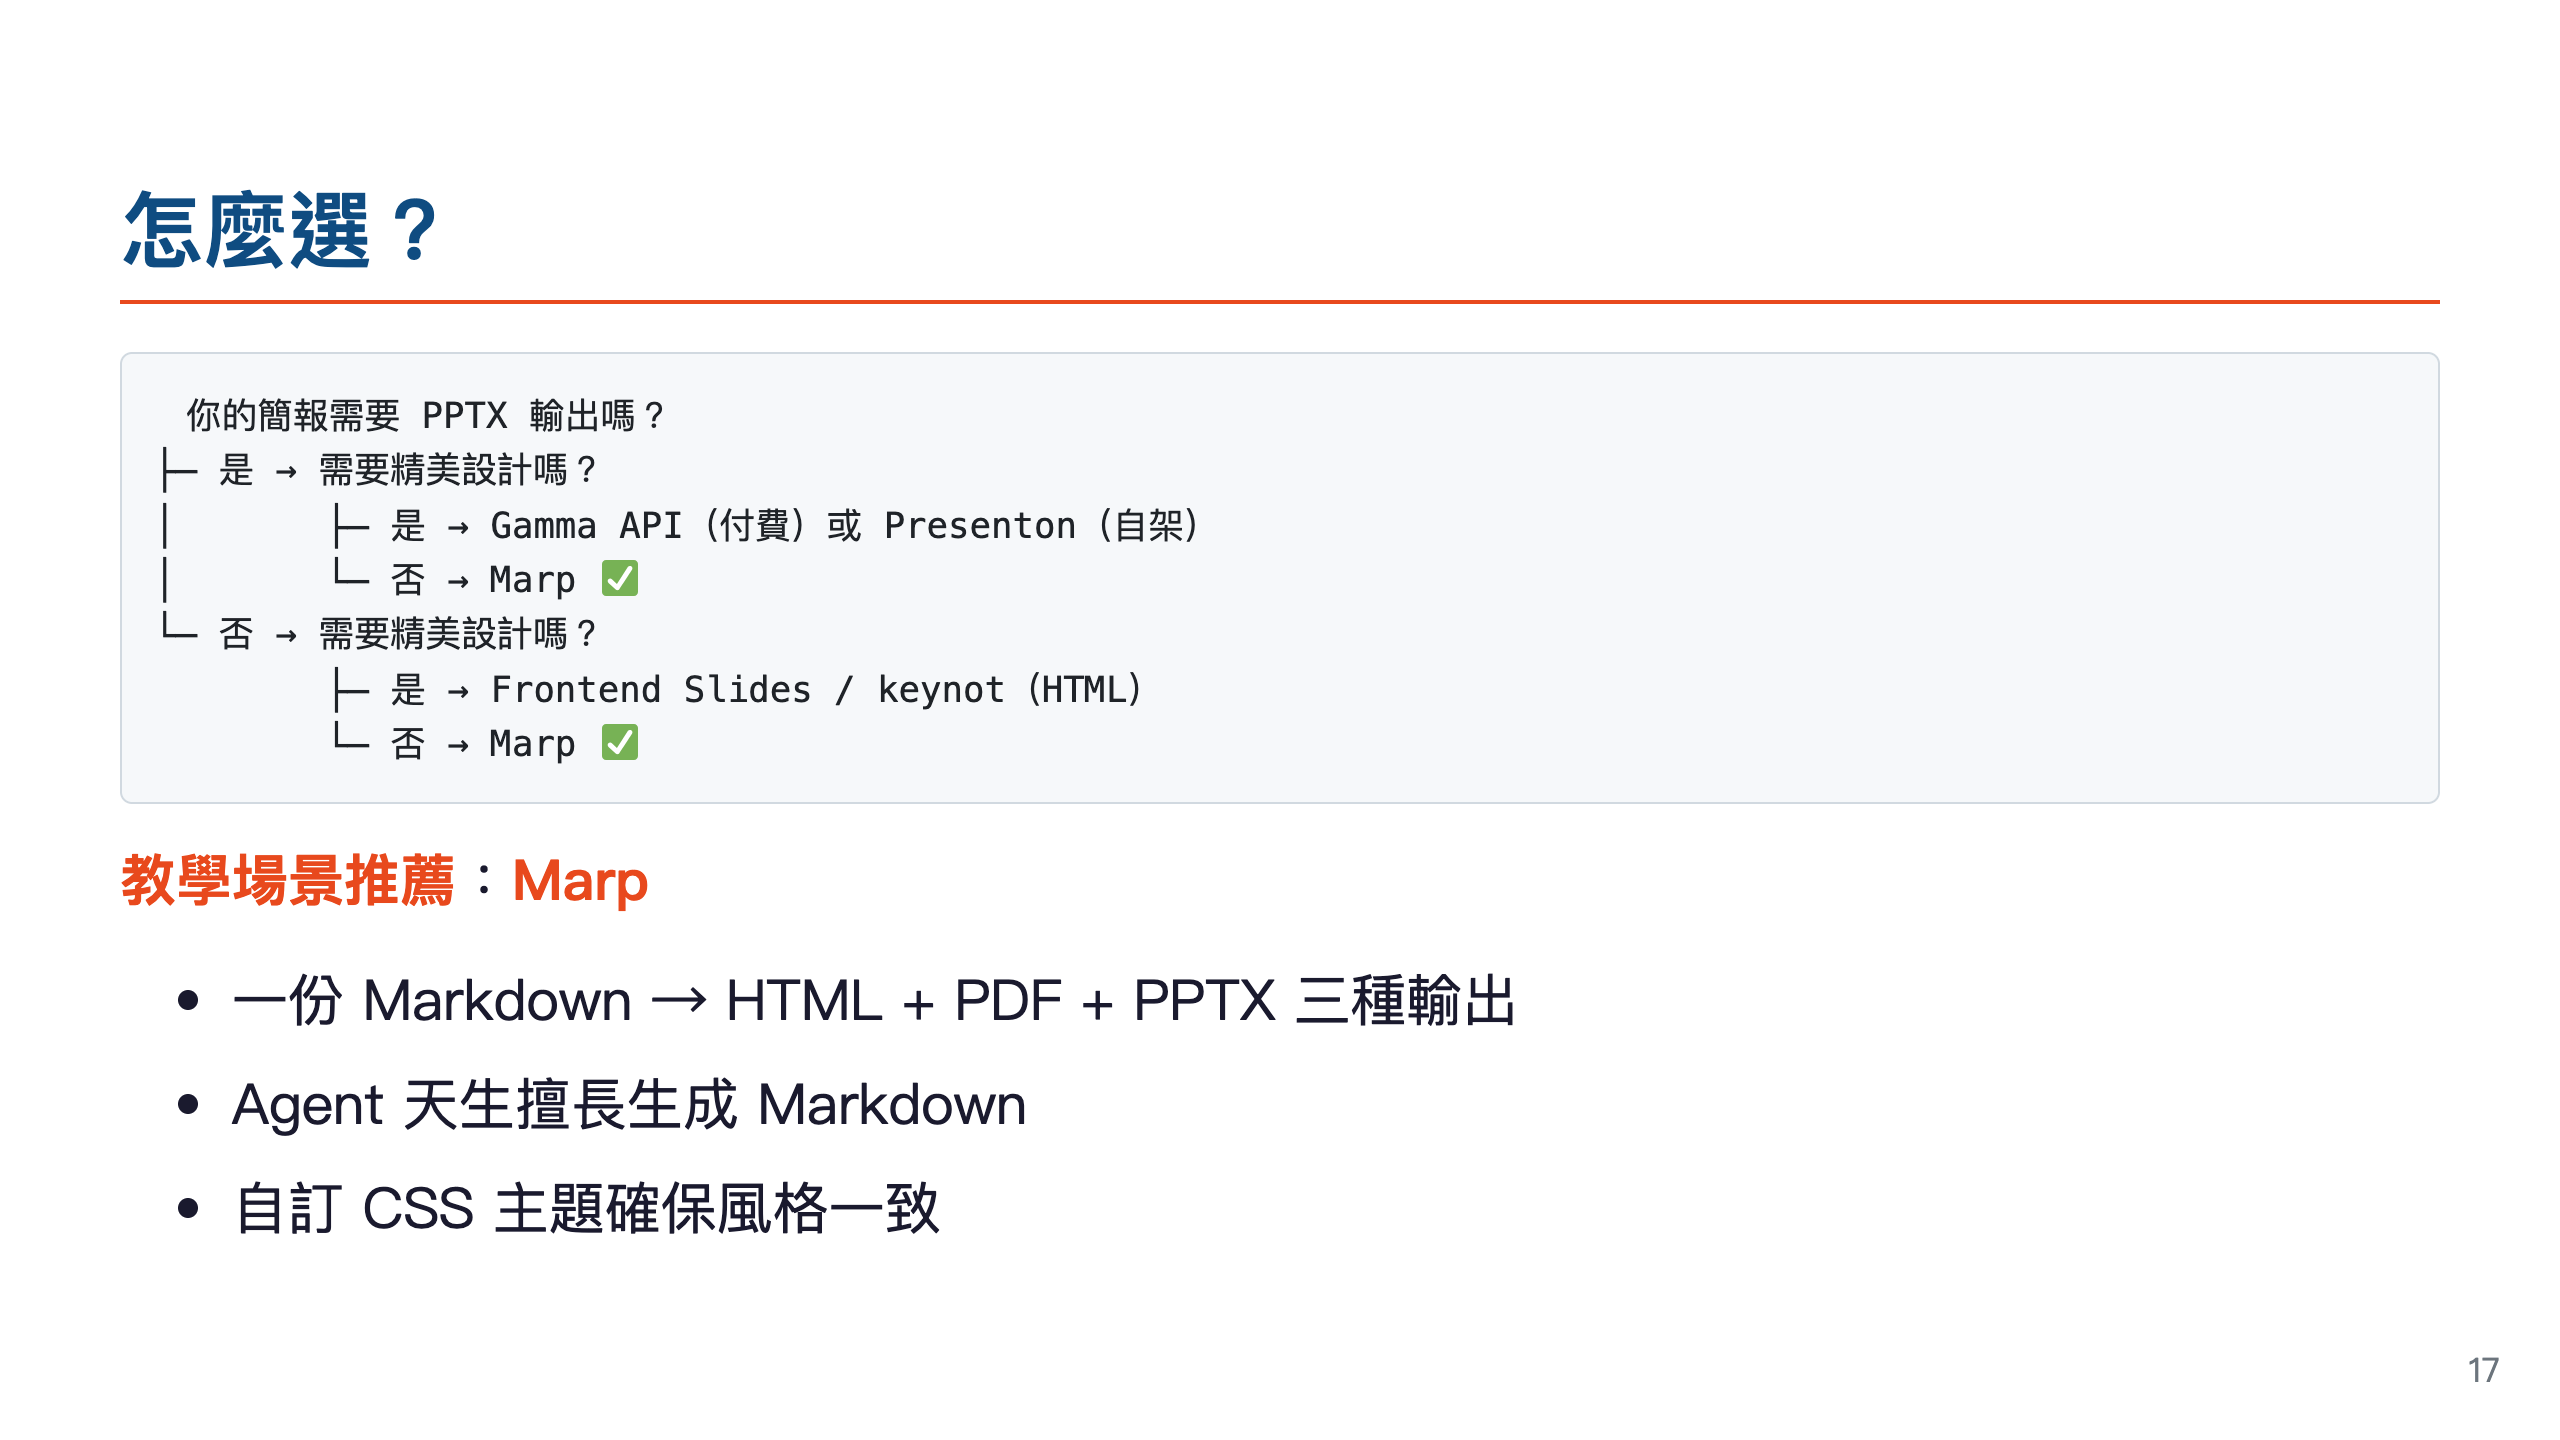 怎麼選？
你的簡報需要 PPTX 輸出嗎？
├─ 是 → 需要精美設計嗎？
│       ├─ 是 → Gamma API（付費）或 Presenton（自架）
│       └─ 否 → Marp ✅
└─ 否 → 需要精美設計嗎？
        ├─ 是 → Frontend Slides / keynot（HTML）
        └─ 否 → Marp ✅
教學場景推薦：Marp
• 一份 Markdown → HTML + PDF + PPTX 三種輸出
• Agent 天生擅長生成 Markdown
• 自訂 CSS 主題確保風格一致
17